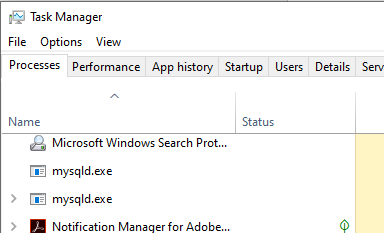 Task Manager
File Options View
Processes Performance App history Startup Users Details
Name Status
Microsoft Windows Search Prot...
mysqld.exe
mysqld.exe
Notification Manager for Adobe...